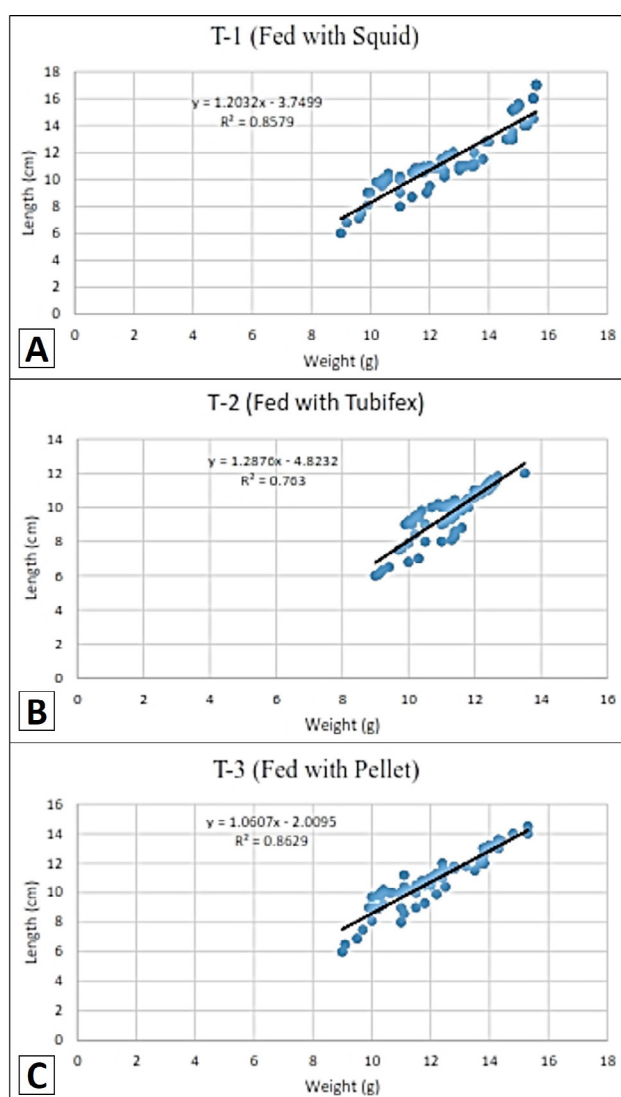 T-1 (Fed with Squid)
y = 1.2032x - 3.7499
R² = 0.8579
Length (cm)
18
16
14
12
10
8
6
4
2
0
0 2 4 6 8 10 12 14 16 18
Weight (g)
A
T-2 (Fed with Tubifex)
y = 1.2876x - 4.8232
R² = 0.763
Length (cm)
14
12
10
8
6
4
2
0
0 2 4 6 8 10 12 14 16
Weight (g)
B
T-3 (Fed with Pellet)
y = 1.0607x - 2.0095
R² = 0.8629
Length (cm)
16
14
12
10
8
6
4
2
0
0 2 4 6 8 10 12 14 16 18
Weight (g)
C